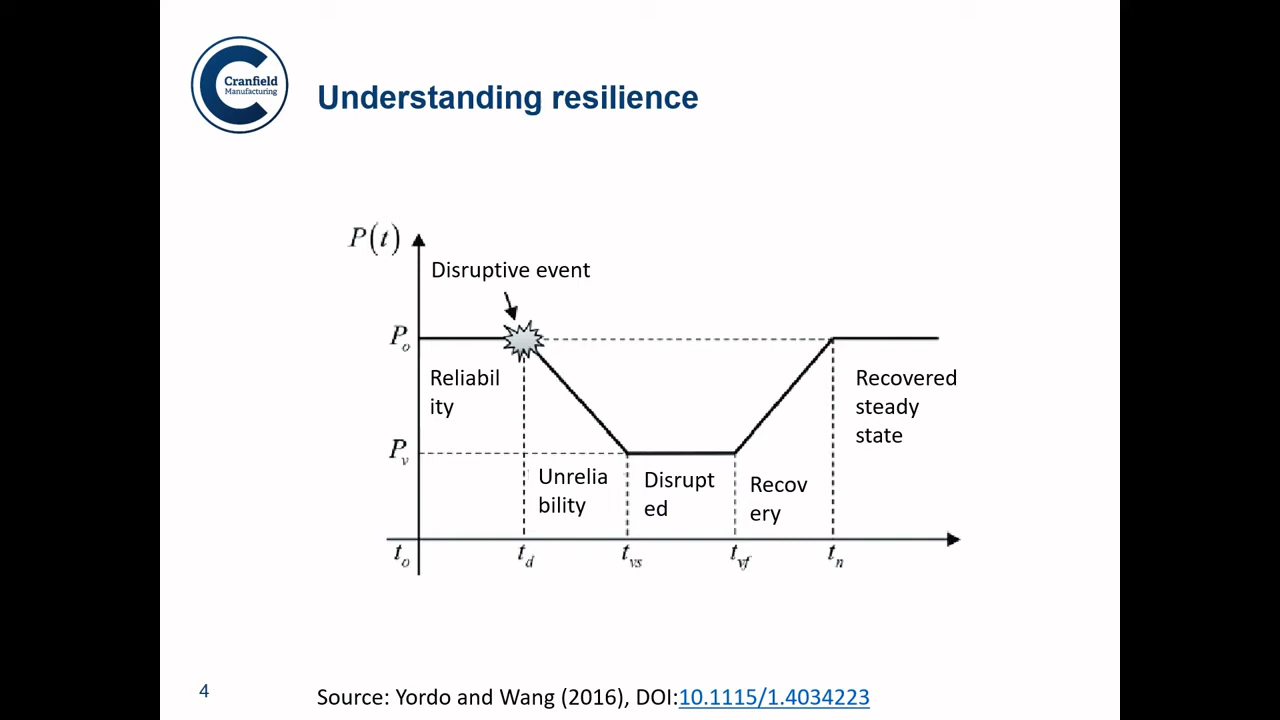 Cranfield
Manufacturing
Understanding resilience
P(t)
Disruptive event
Po
Reliabil
ity
Recovered
steady
state
Pv
Unrelia
bility
Disrupt
ed
Recov
ery
to
td
tvs
tvf
tn
4
Source: Yordo and Wang (2016), DOI:10.1115/1.4034223